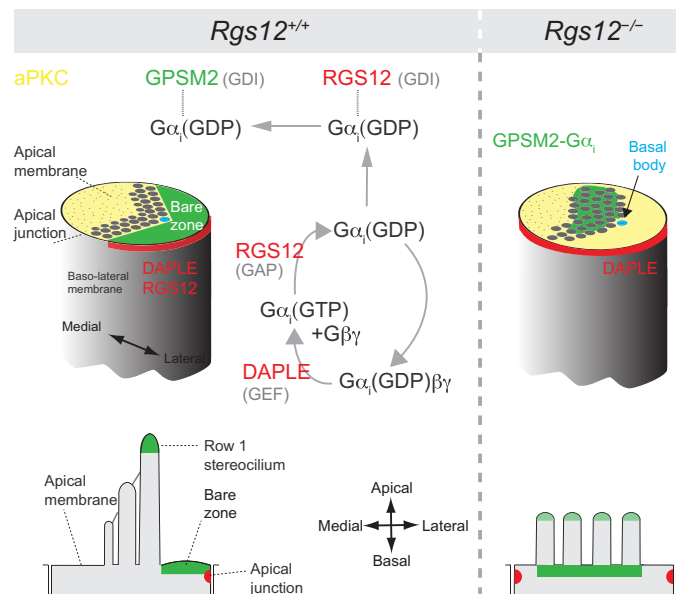 Rgs12+/+
Rgs12−/−
aPKC
GPSM2 (GDI)
RGS12 (GDI)
Gαi(GDP)
Gαi(GDP)
Apical
membrane
Bare
zone
Apical
junction
Baso-lateral
membrane
DAPLE
RGS12
Medial
Lateral
Gαi(GDP)
RGS12
(GAP)
Gαi(GTP)
+Gβγ
DAPLE
(GEF)
Gαi(GDP)βγ
GPSM2-Gαi
Basal
body
DAPLE
Row 1
stereocilium
Apical
membrane
Bare
zone
Apical
junction
Apical
Medial
Lateral
Basal